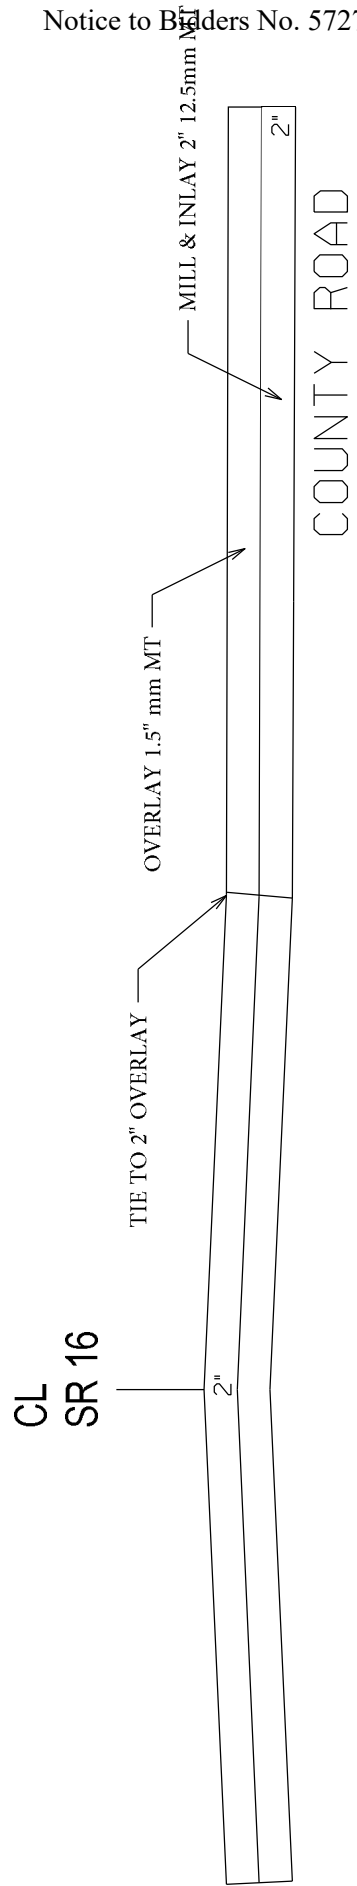 Notice to Bidders No. 5727
MILL & INLAY 2" 12.5mm MT
2"
COUNTY ROAD
OVERLAY 1.5" mm MT
TIE TO 2" OVERLAY
CL
SR 16
2"